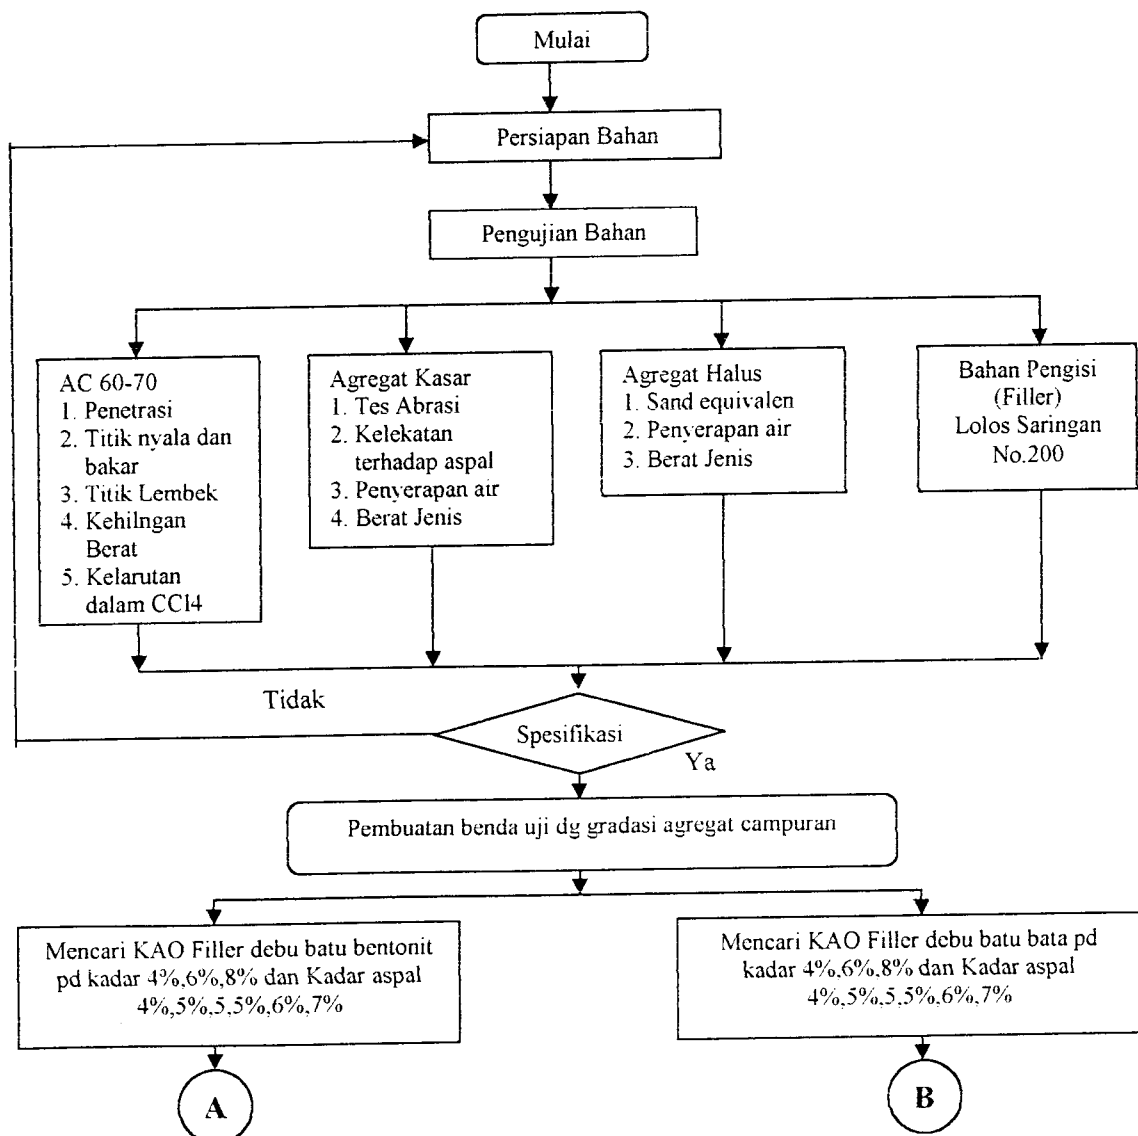 Mulai
Persiapan Bahan
Pengujian Bahan
AC 60-70
1. Penetrasi
2. Titik nyala dan
bakar
3. Titik Lembek
4. Kehilngan
Berat
5. Kelarutan
dalam CCl4
Agregat Kasar
1. Tes Abrasi
2. Kelekatan
terhadap aspal
3. Penyerapan air
4. Berat Jenis
Agregat Halus
1. Sand equivalen
2. Penyerapan air
3. Berat Jenis
Bahan Pengisi
(Filler)
Lolos Saringan
No.200
Tidak
Spesifikasi
Ya
Pembuatan benda uji dg gradasi agregat campuran
Mencari KAO Filler debu batu bentonit
pd kadar 4%,6%,8% dan Kadar aspal
4%,5%,5,5%,6%,7%
Mencari KAO Filler debu batu bata pd
kadar 4%,6%,8% dan Kadar aspal
4%,5%,5,5%,6%,7%
A
B